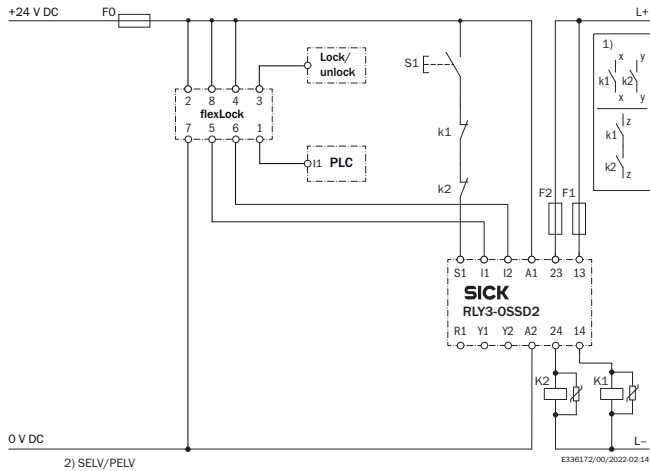 +24 V DC
F0
L+
Lock/
unlock
S1
1)
x y
k1 k2
x y
z
k1
k2
z
2 8 4 3
flexLock
7 5 6 1
I1 PLC
k1
k2
F2 F1
S1 I1 I2 A1 23 13
SICK
RLY3-OSSD2
R1 Y1 Y2 A2 24 14
K2 K1
0 V DC
L–
2) SELV/PELV
E336172/00/2022-02-14